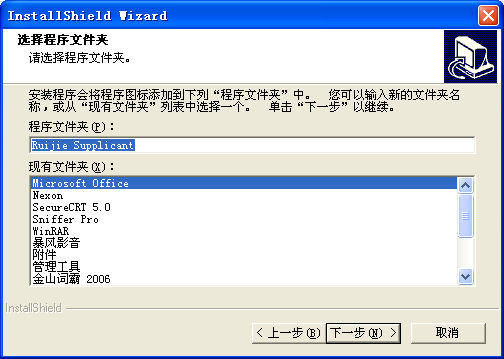 InstallShield Wizard
选择程序文件夹
请选择程序文件夹。
安装程序会将程序图标添加到下列“程序文件夹”中。 您可以输入新的文件夹名
称，或从“现有文件夹”列表中选择一个。 单击“下一步”以继续。
程序文件夹(P)：
Ruijie Supplicant
现有文件夹(X)：
Microsoft Office
Nexon
SecureCRT 5.0
Sniffer Pro
WinRAR
暴风影音
附件
管理工具
金山词霸 2006
InstallShield
< 上一步(B) 下一步(N) > 取消